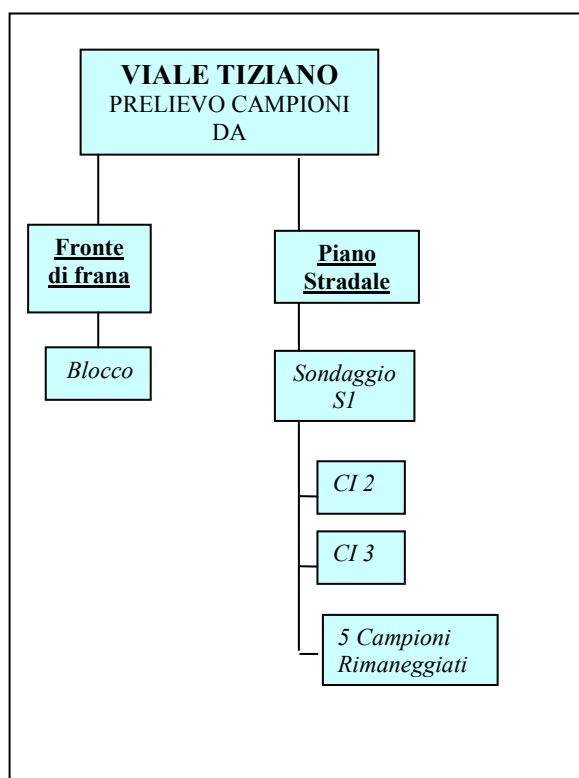 VIALE TIZIANO
PRELIEVO CAMPIONI
DA
Fronte
di frana
Piano
Stradale
Blocco
Sondaggio
S1
CI 2
CI 3
5 Campioni
Rimaneggiati